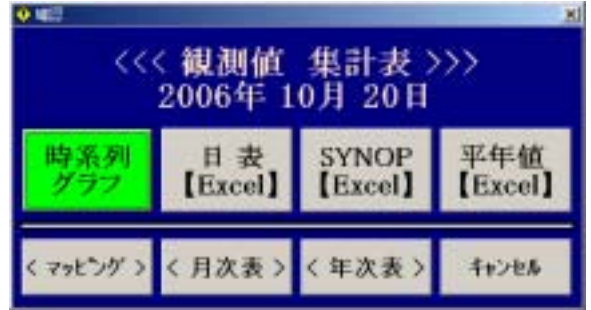 <<< 観測値 集計表 >>>
2006年 10月 20日
時系列
グラフ
日 表
【Excel】
SYNOP
【Excel】
平年値
【Excel】
< マッピング >
< 月次表 >
< 年次表 >
キャンセル